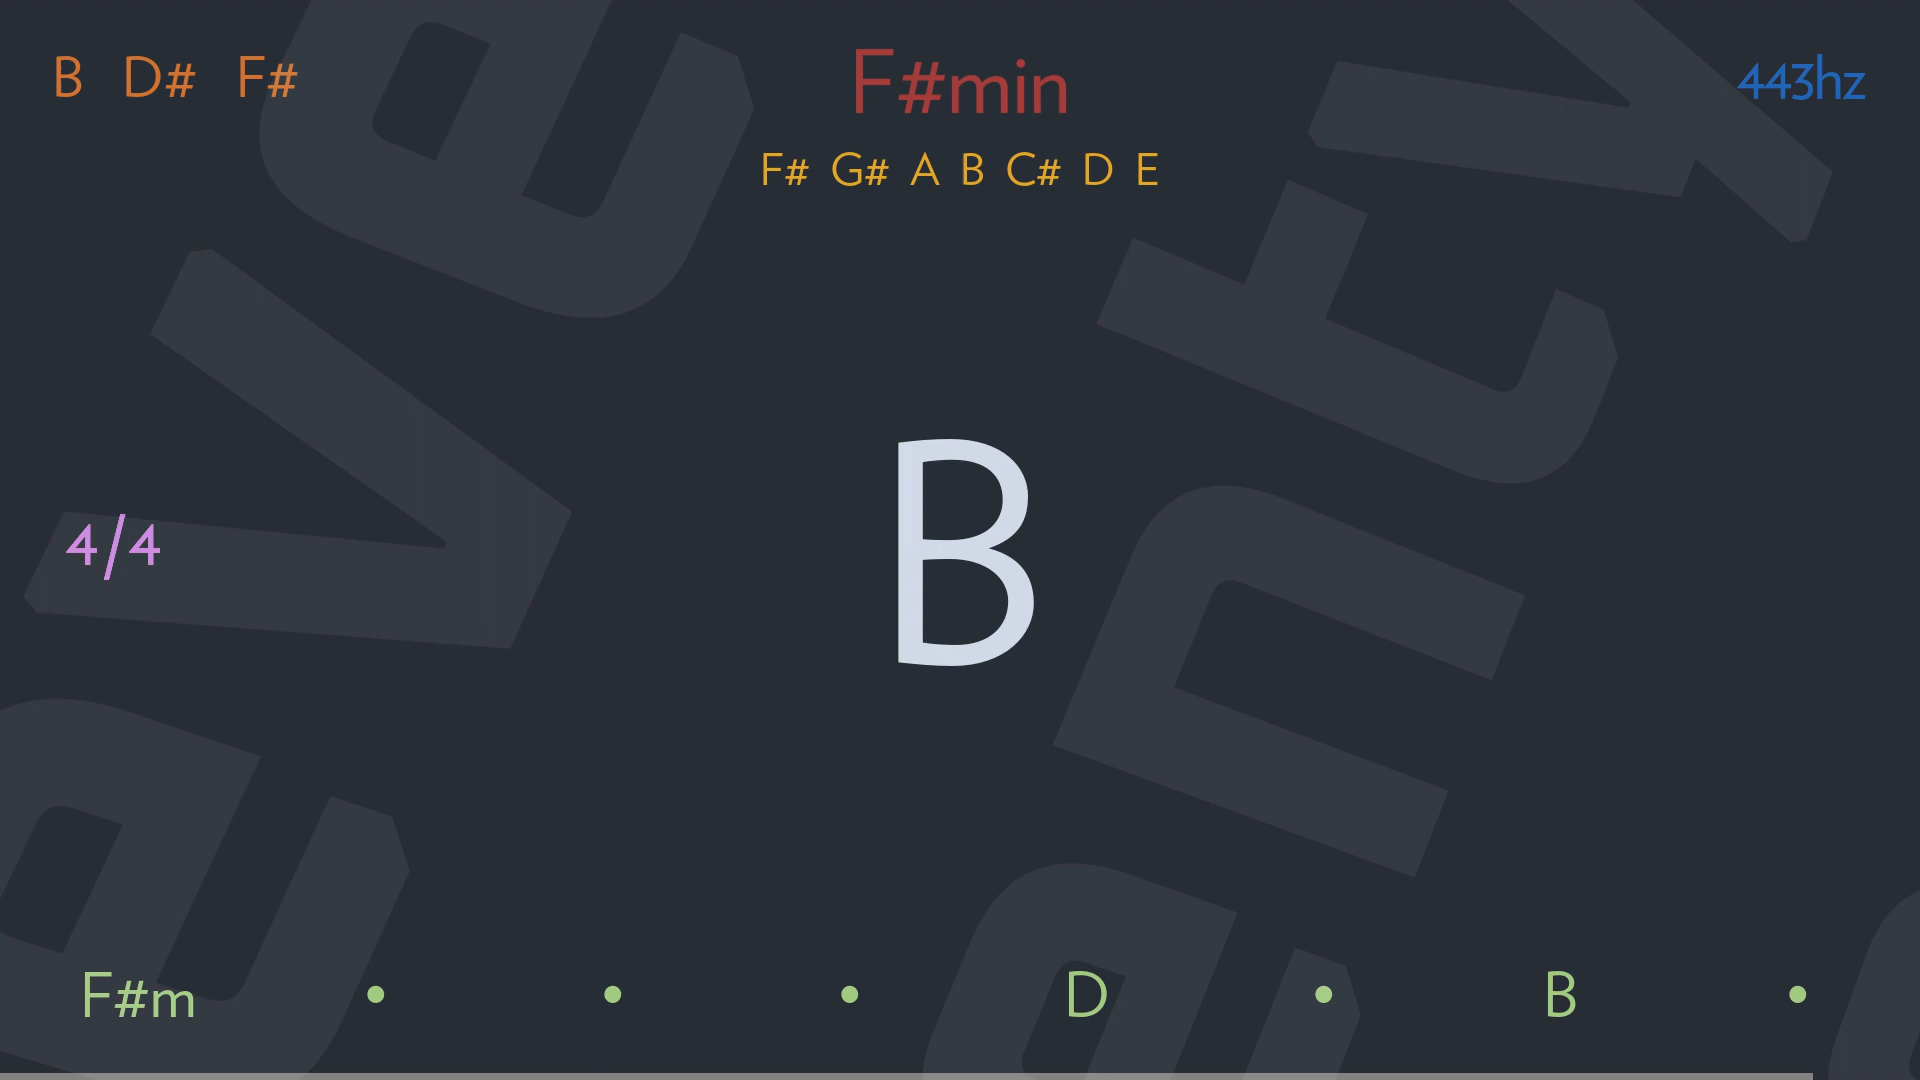 B D# F#
F#min
443hz
F# G# A B C# D E
B
4/4
F#m • • • D • B •